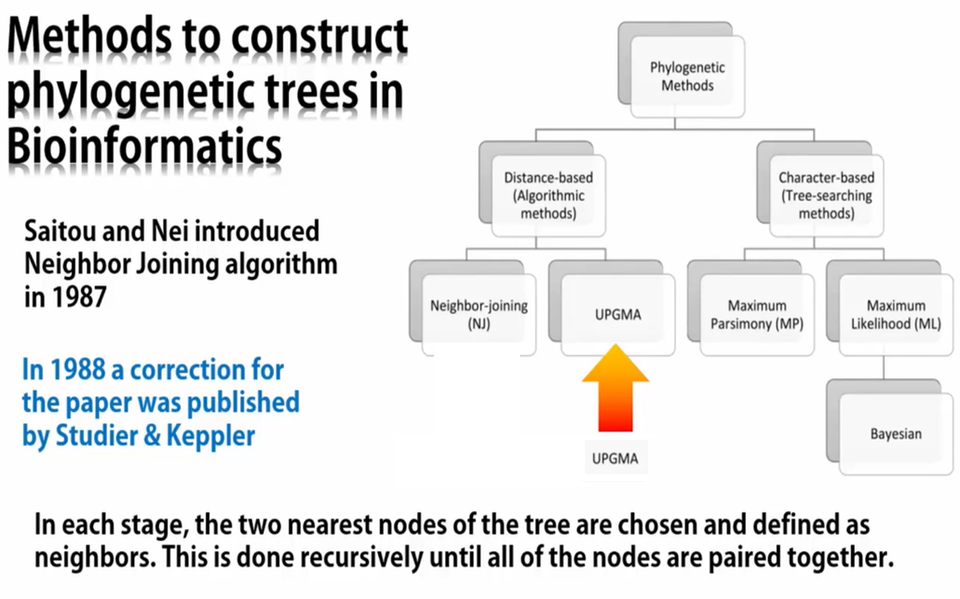 Methods to construct
phylogenetic trees in
Bioinformatics
Saitou and Nei introduced
Neighbor Joining algorithm
in 1987
In 1988 a correction for
the paper was published
by Studier & Keppler
Phylogenetic
Methods
Distance-based
(Algorithmic
methods)
Character-based
(Tree-searching
methods)
Neighbor-joining
(NJ)
UPGMA
Maximum
Parsimony (MP)
Maximum
Likelihood (ML)
Bayesian
UPGMA
In each stage, the two nearest nodes of the tree are chosen and defined as
neighbors. This is done recursively until all of the nodes are paired together.